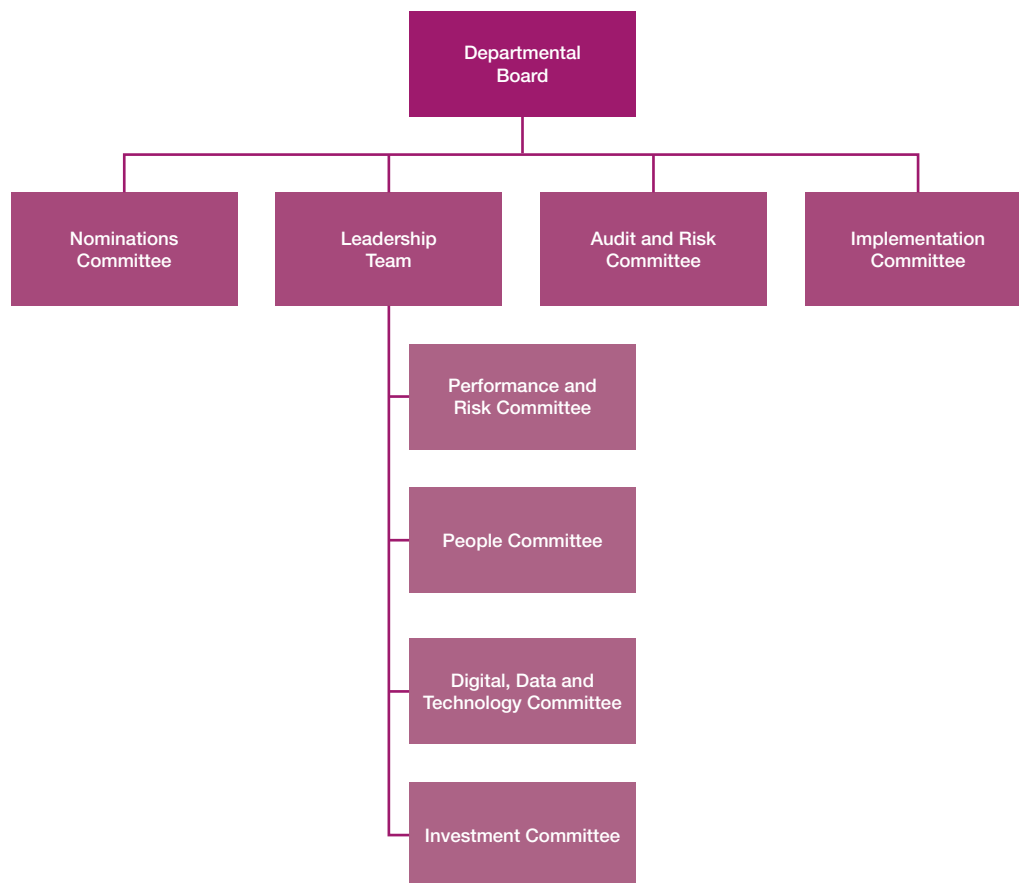 Departmental
Board
Nominations
Committee
Leadership
Team
Audit and Risk
Committee
Implementation
Committee
Performance and
Risk Committee
People Committee
Digital, Data and
Technology Committee
Investment Committee